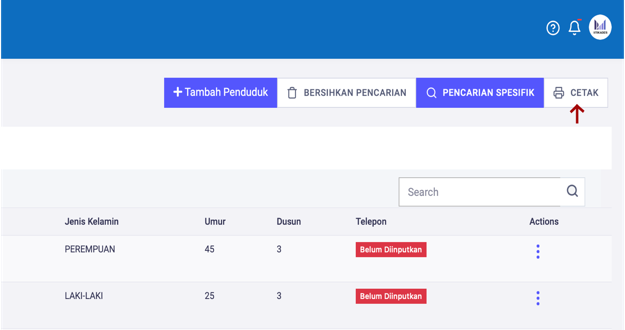 + Tambah Penduduk
BERSIHKAN PENCARIAN
PENCARIAN SPESIFIK
CETAK
Search
Jenis Kelamin Umur Dusun Telepon Actions
PEREMPUAN 45 3 Belum Diinputkan
LAKI-LAKI 25 3 Belum Diinputkan